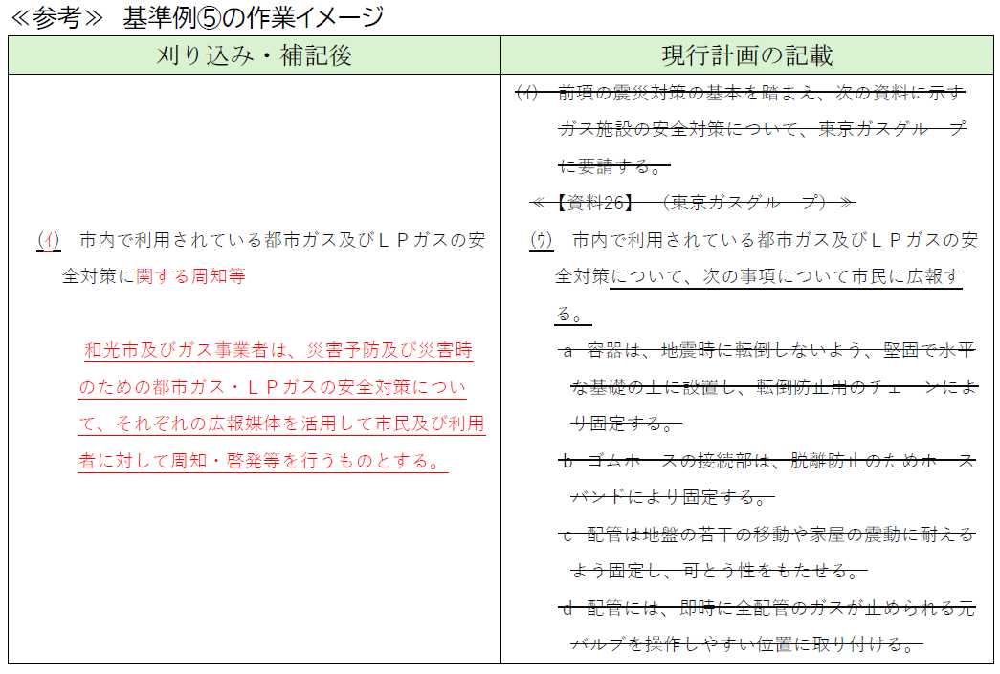 ≪参考≫　基準例⑤の作業イメージ
刈り込み・補記後
(ｲ)　市内で利用されている都市ガス及びＬＰガスの安
全対策に関する周知等
和光市及びガス事業者は、災害予防及び災害時
のための都市ガス・ＬＰガスの安全対策につい
て、それぞれの広報媒体を活用して市民及び利用
者に対して周知・啓発等を行うものとする。
現行計画の記載
(ｲ)　前項の震災対策の基本を踏まえ、次の資料に示す
ガス施設の安全対策について、東京ガスグループ
に要請する。
≪【資料26】　（東京ガスグループ）≫
(ｳ)　市内で利用されている都市ガス及びＬＰガスの安
全対策について、次の事項について市民に広報す
る。
ａ　容器は、地震時に転倒しないよう、堅固で水平
な基礎の上に設置し、転倒防止用のチェーンによ
り固定する。
ｂ　ゴムホースの接続部は、脱離防止のためホース
バンドにより固定する。
ｃ　配管は地盤の若干の移動や家屋の震動に耐える
よう固定し、可とう性をもたせる。
ｄ　配管には、即時に全配管のガスが止められる元
バルブを操作しやすい位置に取り付ける。